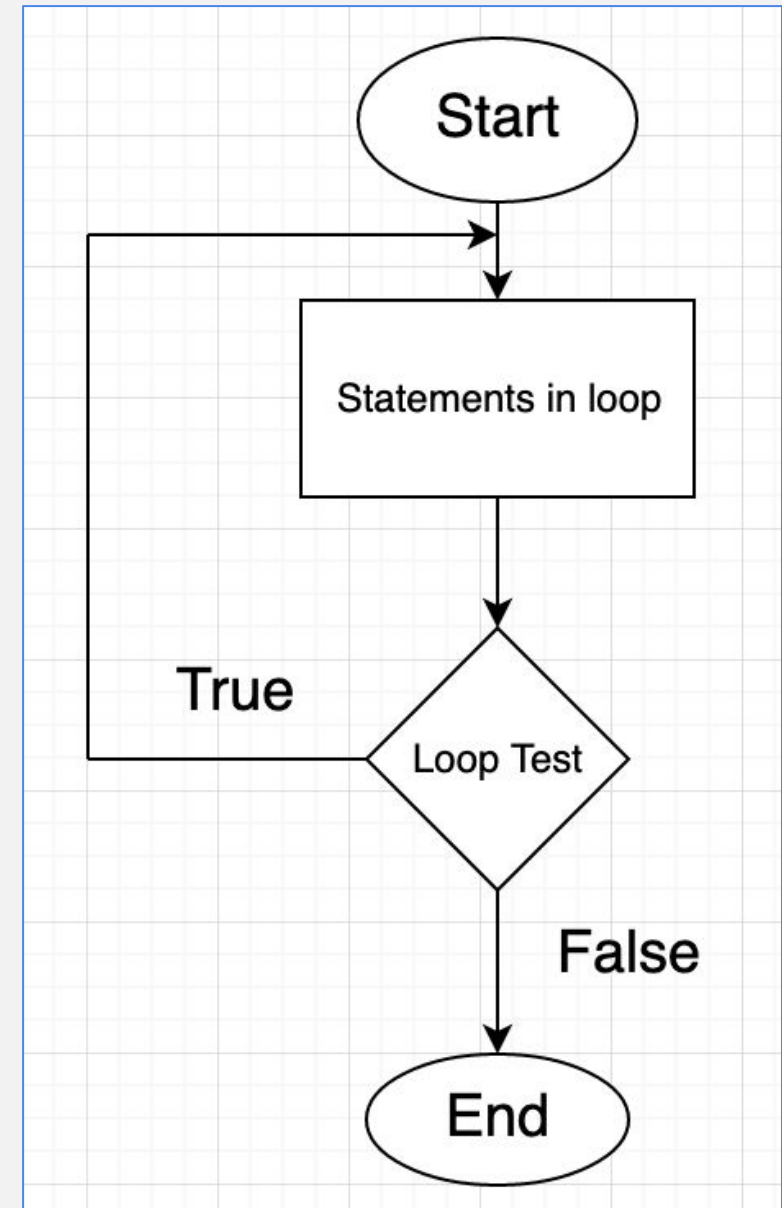 Start
Statements in loop
True
Loop Test
False
End